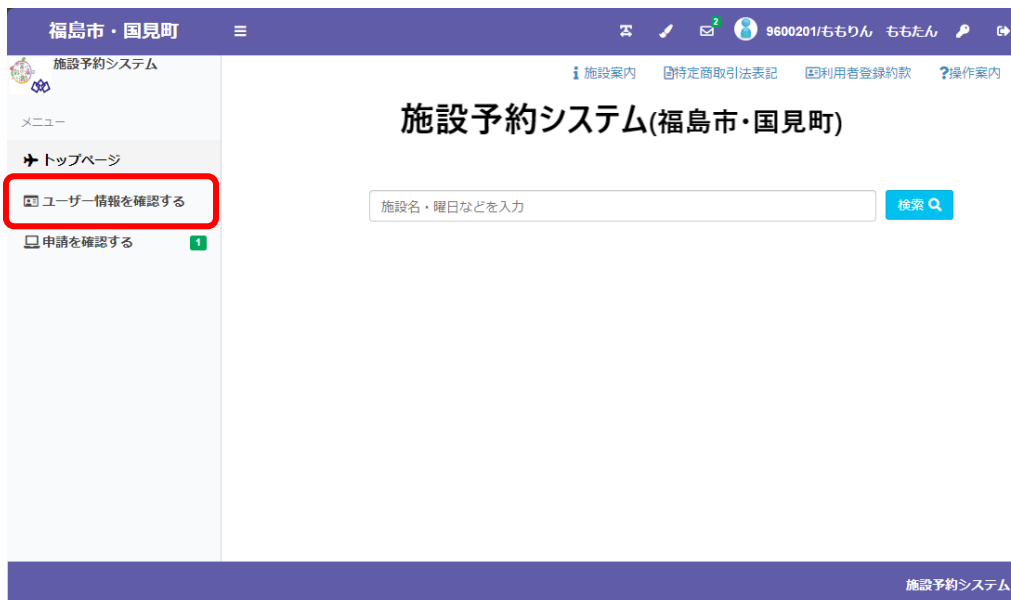 福島市・国見町
2
9600201/ももりん ももたん
施設予約システム
施設案内 特定商取引法表記 利用者登録約款 ?操作案内
メニュー
施設予約システム(福島市・国見町)
トップページ
ユーザー情報を確認する
施設名・曜日などを入力 検索
申請を確認する 1
施設予約システム